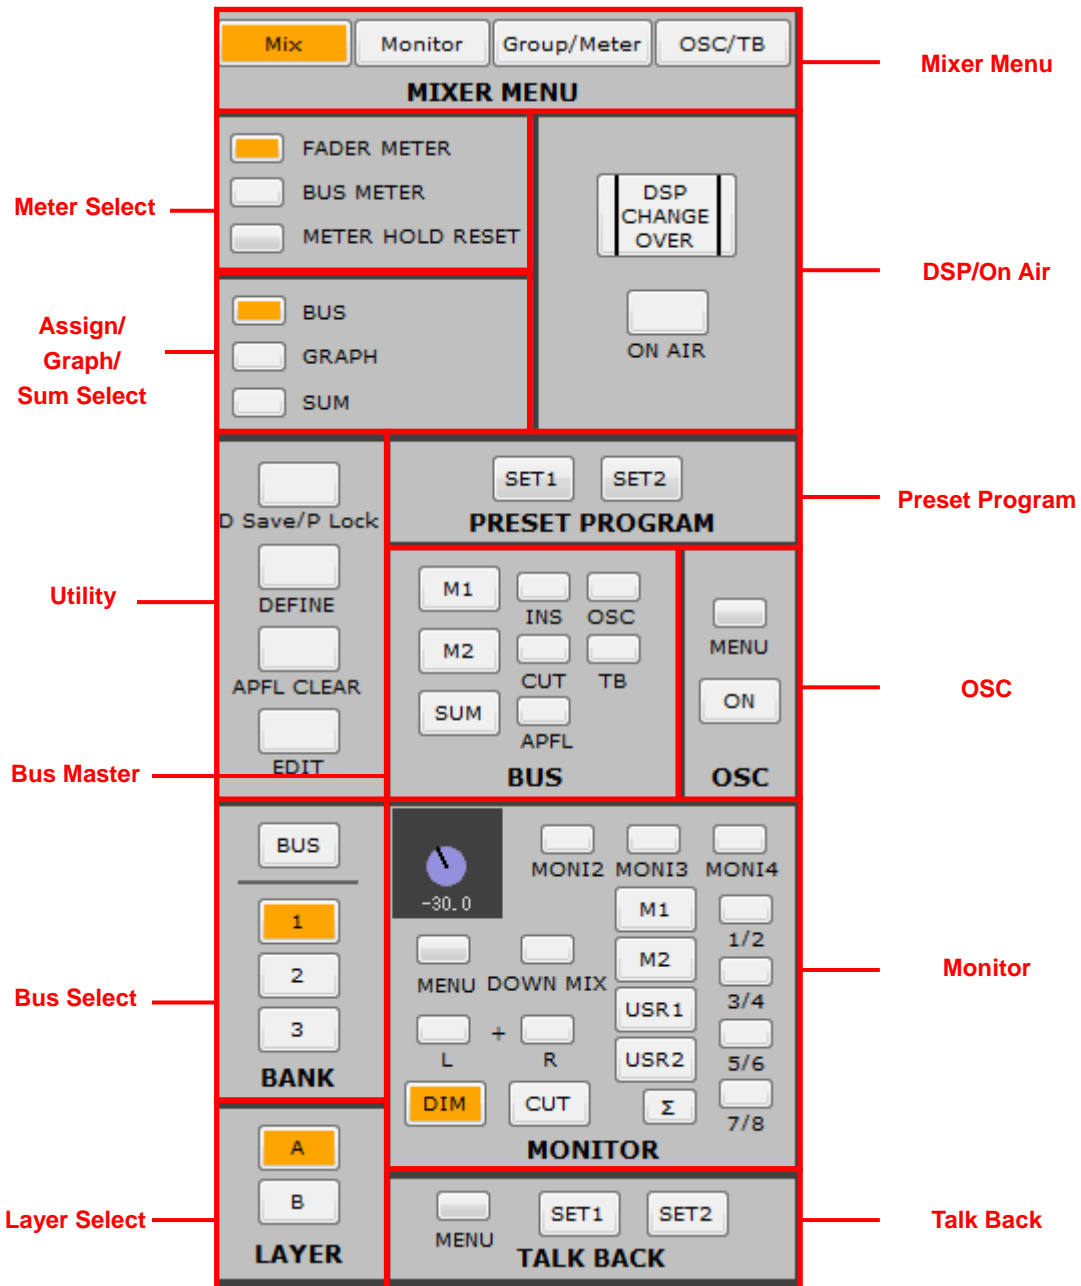 Mix Monitor Group/Meter OSC/TB
MIXER MENU
Mixer Menu
FADER METER
BUS METER
METER HOLD RESET
Meter Select
DSP
CHANGE
OVER
ON AIR
DSP/On Air
BUS
GRAPH
SUM
Assign/
Graph/
Sum Select
D Save/P Lock
DEFINE
APFL CLEAR
EDIT
Utility
SET1 SET2
PRESET PROGRAM
Preset Program
M1 INS OSC
M2 CUT TB
SUM APFL
BUS
Bus Master
MENU
ON
OSC
OSC
BUS
1
2
3
BANK
Bus Select
-30.0
MONI2 MONI3 MONI4
M1 1/2
M2 3/4
USR1 5/6
USR2 7/8
Σ
MENU DOWN MIX
L + R
DIM CUT
MONITOR
Monitor
A
B
LAYER
Layer Select
MENU SET1 SET2
TALK BACK
Talk Back